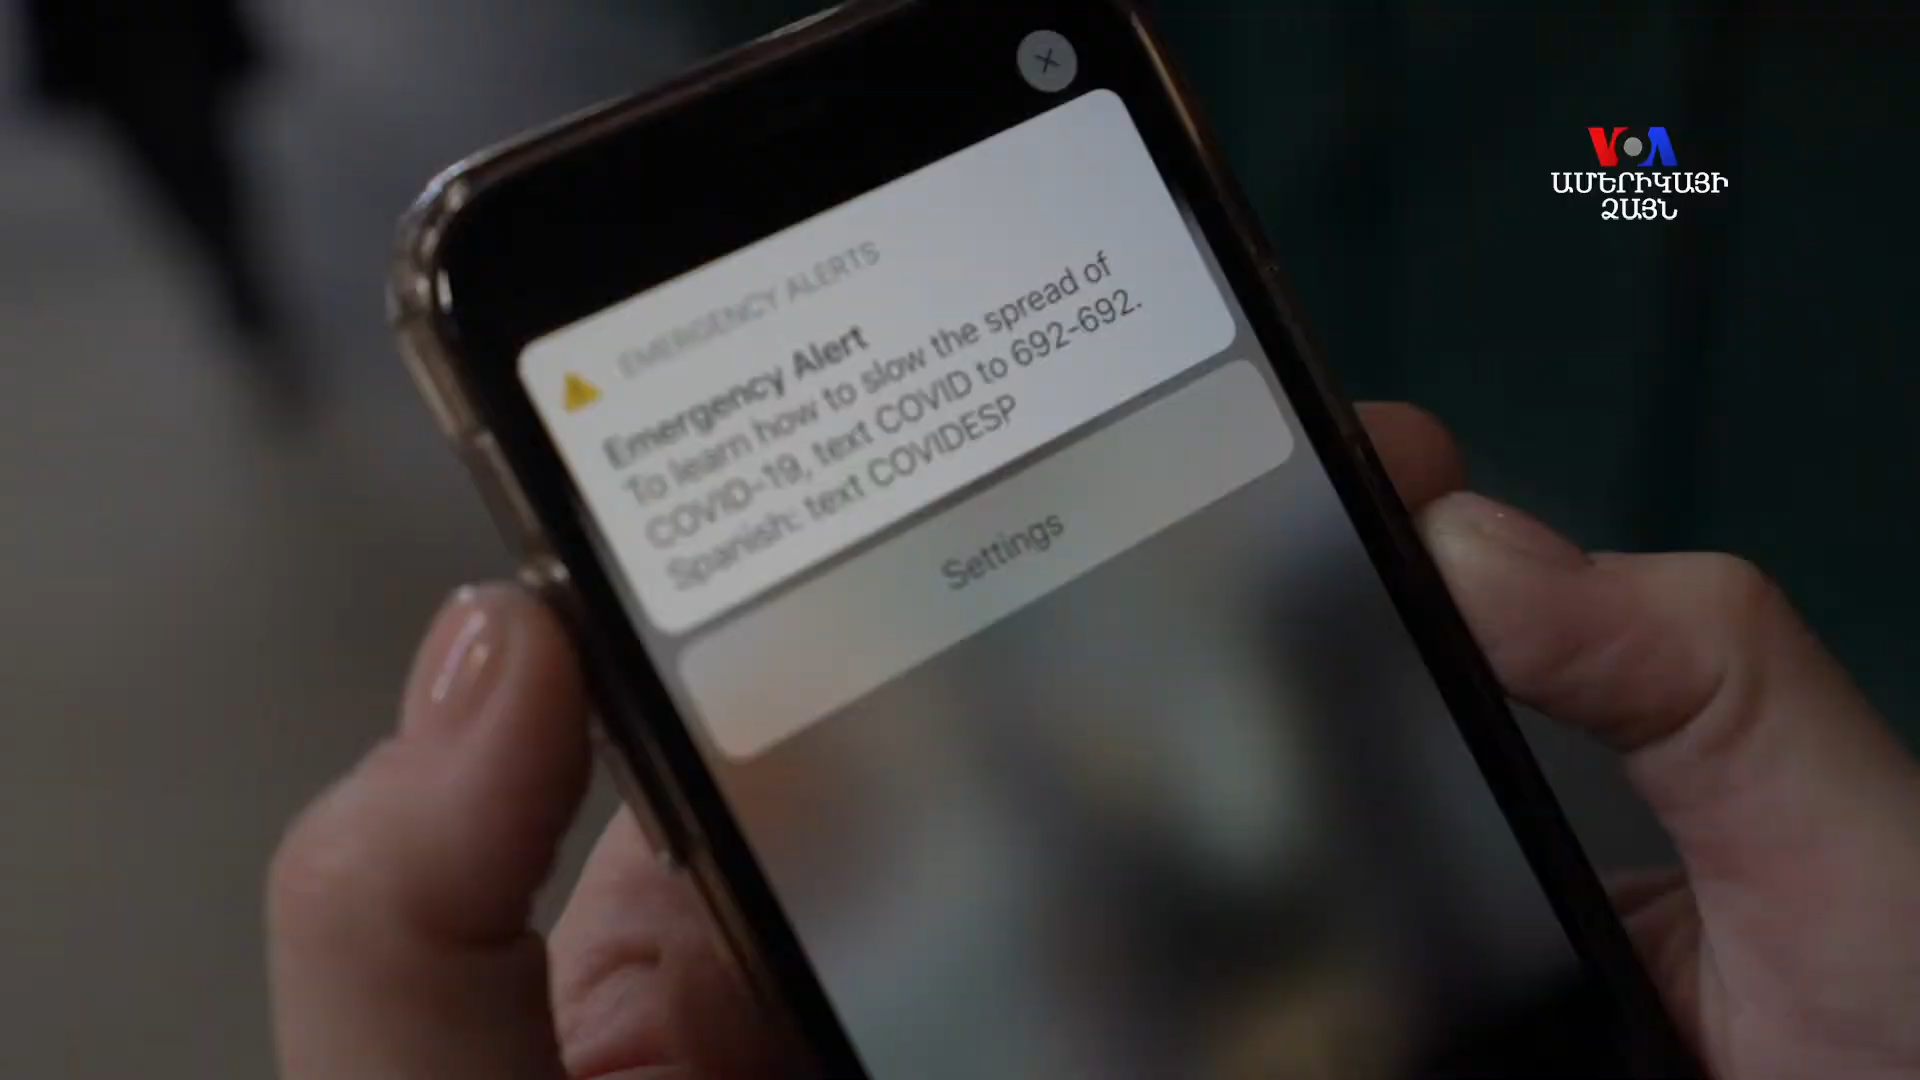 VOA
ԱՄԵՐԻԿԱՅԻ
ՁԱՅՆ
EMERGENCY ALERTS
Emergency Alert
To learn how to slow the spread of
COVID-19, text COVID to 692-692.
Spanish: text COVIDESP
Settings